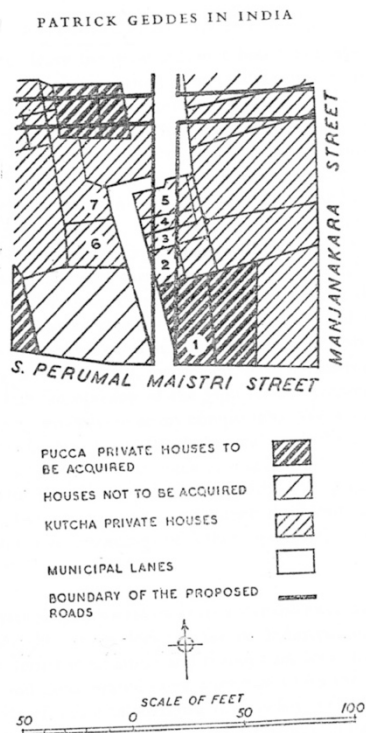 PATRICK GEDDES IN INDIA
MANJANAKARA STREET
7
5
4
3
6
2
1
S. PERUMAL MAISTRI STREET
PUCCA PRIVATE HOUSES TO
BE ACQUIRED
HOUSES NOT TO BE ACQUIRED
KUTCHA PRIVATE HOUSES
MUNICIPAL LANES
BOUNDARY OF THE PROPOSED
ROADS
SCALE OF FEET
50 0 50 100